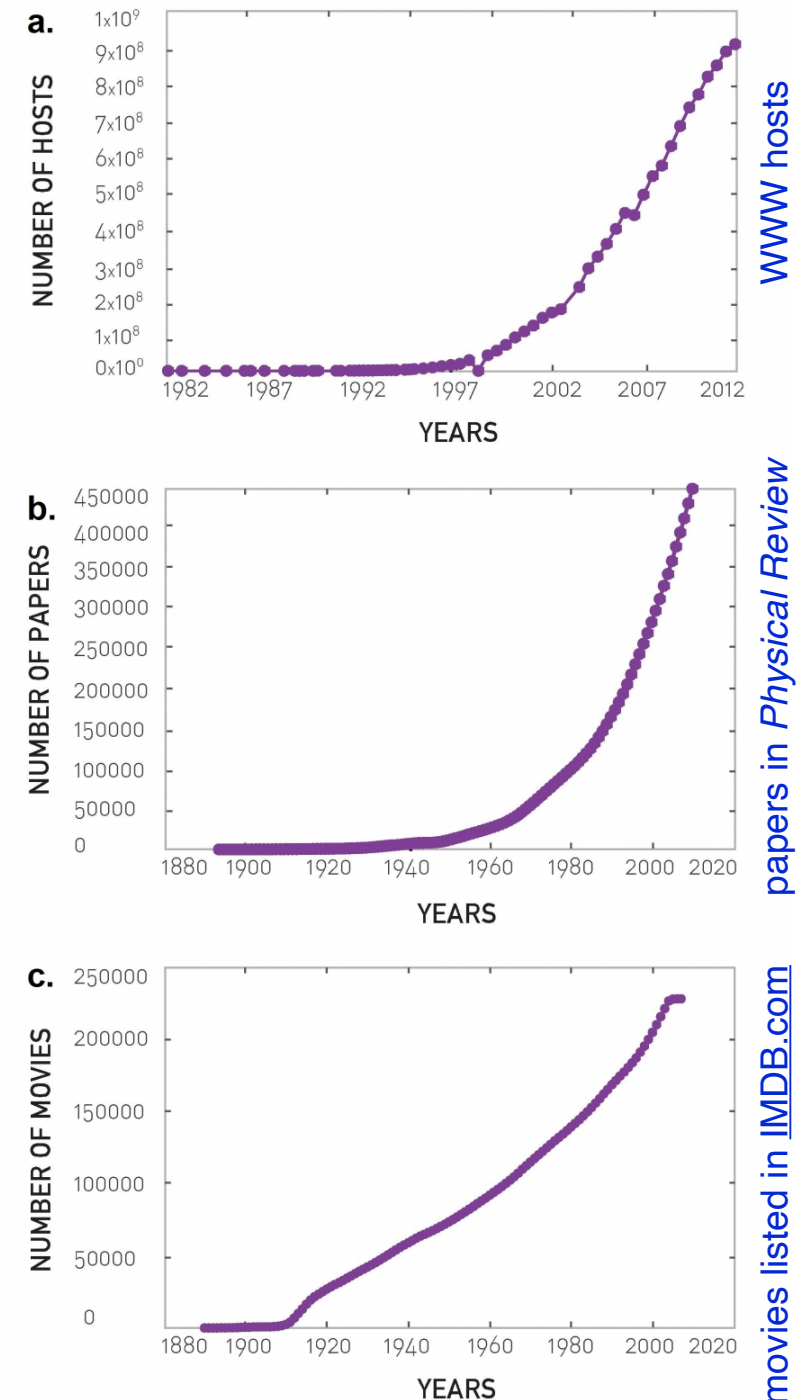 a.
NUMBER OF HOSTS
1x10⁹
9x10⁸
8x10⁸
7x10⁸
6x10⁸
5x10⁸
4x10⁸
3x10⁸
2x10⁸
1x10⁸
0x10⁰
1982 1987 1992 1997 2002 2007 2012
YEARS
WWW hosts
b.
NUMBER OF PAPERS
450000
400000
350000
300000
250000
200000
150000
100000
50000
0
1880 1900 1920 1940 1960 1980 2000 2020
YEARS
papers in Physical Review
c.
NUMBER OF MOVIES
250000
200000
150000
100000
50000
0
1880 1900 1920 1940 1960 1980 2000 2020
YEARS
movies listed in IMDB.com